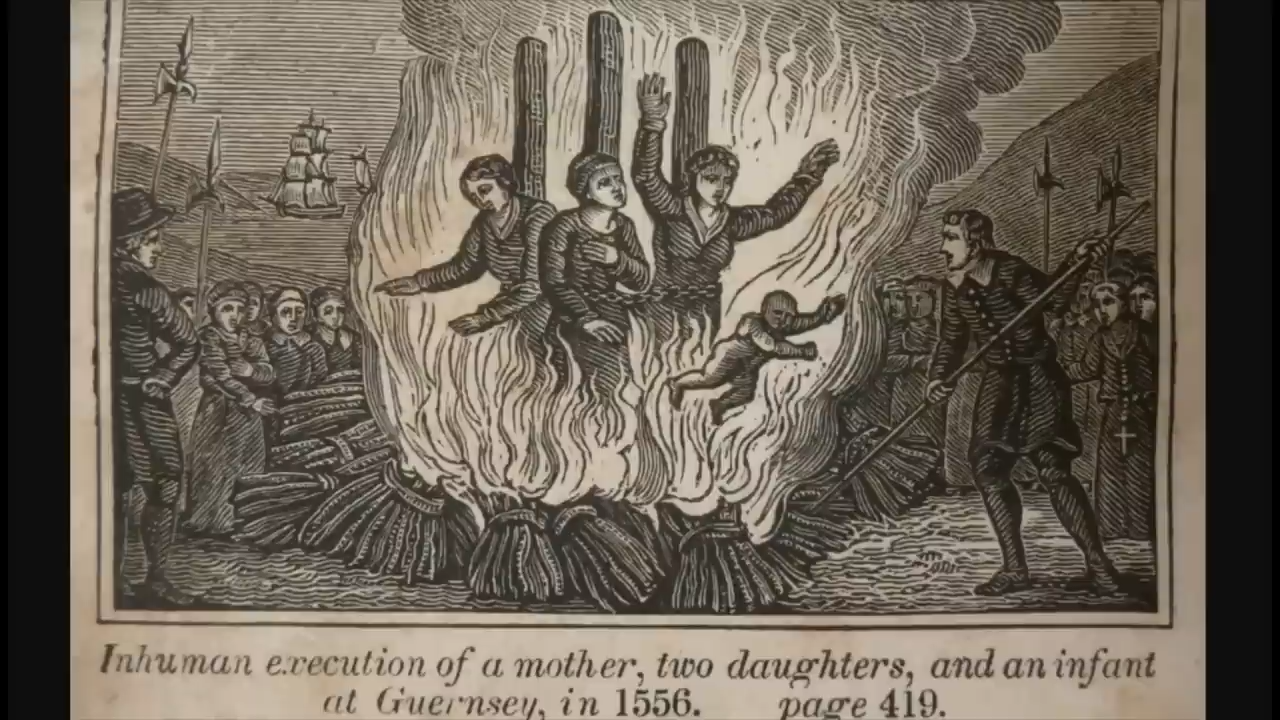 Inhuman execution of a mother, two daughters, and an infant
at Guernsey, in 1556. page 419.